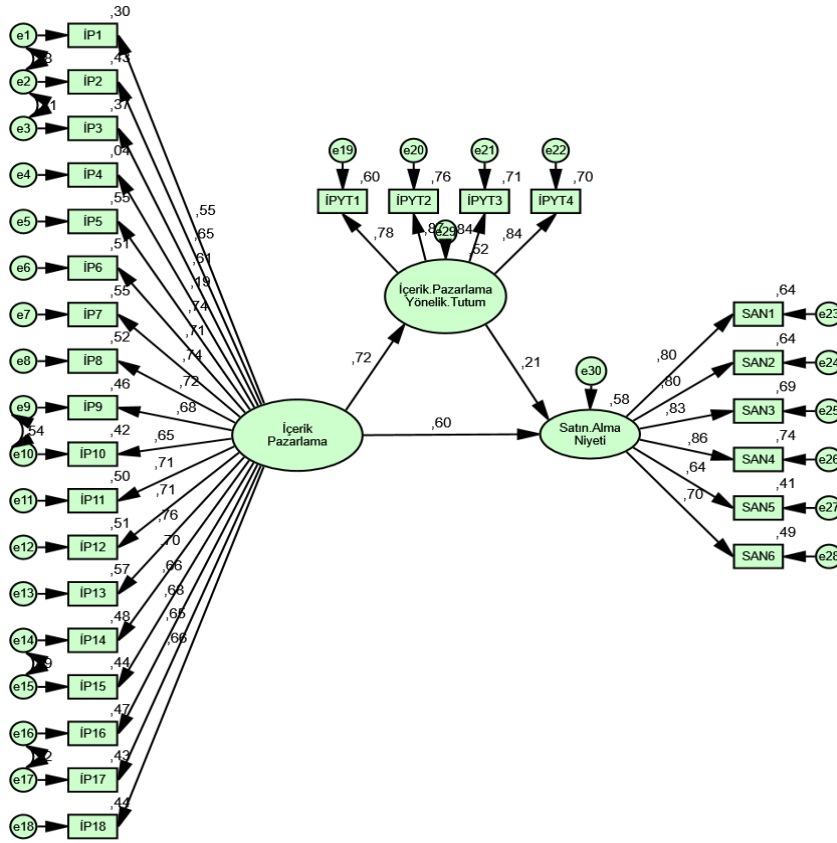 ,30
e1
İP1
,43
e2
İP2
,37
e3
İP3
,04
e4
İP4
,55
e5
İP5
,51
e6
İP6
,55
e7
İP7
,52
e8
İP8
,46
e9
İP9
,54
,42
e10
İP10
,50
e11
İP11
,51
e12
İP12
,57
e13
İP13
,48
e14
İP14
,44
e15
İP15
,47
e16
İP16
,43
e17
İP17
,44
e18
İP18
,55
,65
,61
,19
,74
,71
,74
,72
,68
,65
,71
,71
,76
,70
,66
,68
,65
,66
İçerik
Pazarlama
,72
,60
e19
e20
e21
e22
,60
,76
,71
,70
İPYT1
İPYT2
İPYT3
İPYT4
,78
,87
e29
,84
,84
,52
İçerik.Pazarlama
Yönelik.Tutum
,21
e30
,58
Satın.Alma
Niyeti
,80
,80
,83
,86
,64
,70
,64
SAN1
e23
,64
SAN2
e24
,69
SAN3
e25
,74
SAN4
e26
,41
SAN5
e27
,49
SAN6
e28